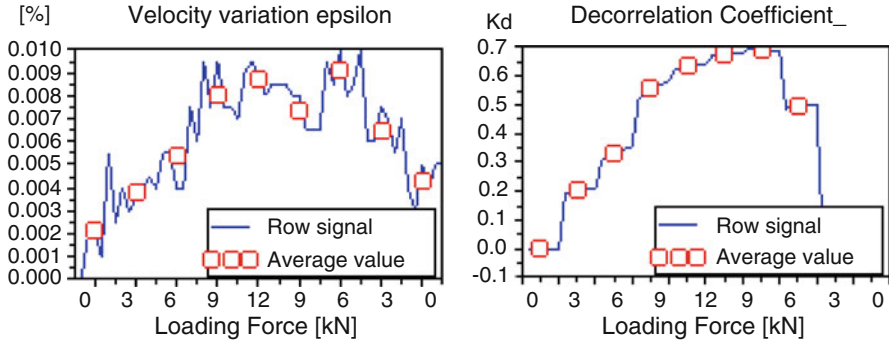 [%] Velocity variation epsilon
0.010
0.009
0.008
0.007
0.006
0.005
0.004
0.003
0.002
0.001
0.000
Row signal
Average value
0 3 6 9 12 9 6 3 0
Loading Force [kN]
Kd Decorrelation Coefficient_
0.7
0.6
0.5
0.4
0.3
0.2
0.1
0.0
-0.1
Row signal
Average value
0 3 6 9 12 9 6 3 0
Loading Force [kN]